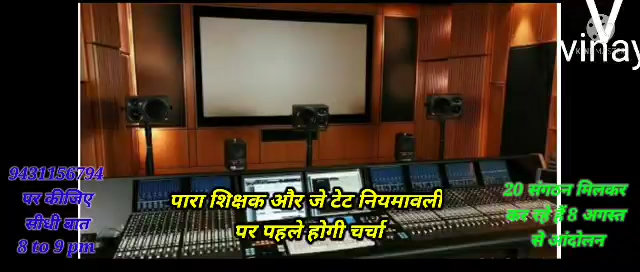 V
vinay
9431156794
पर कीजिए
सीधी बात
8 to 9 pm
पारा शिक्षक और जे टेट नियमावली
पर पहले होगी चर्चा
20 संगठन मिलकर
कर रहे हैं 8 अगस्त
से आंदोलन